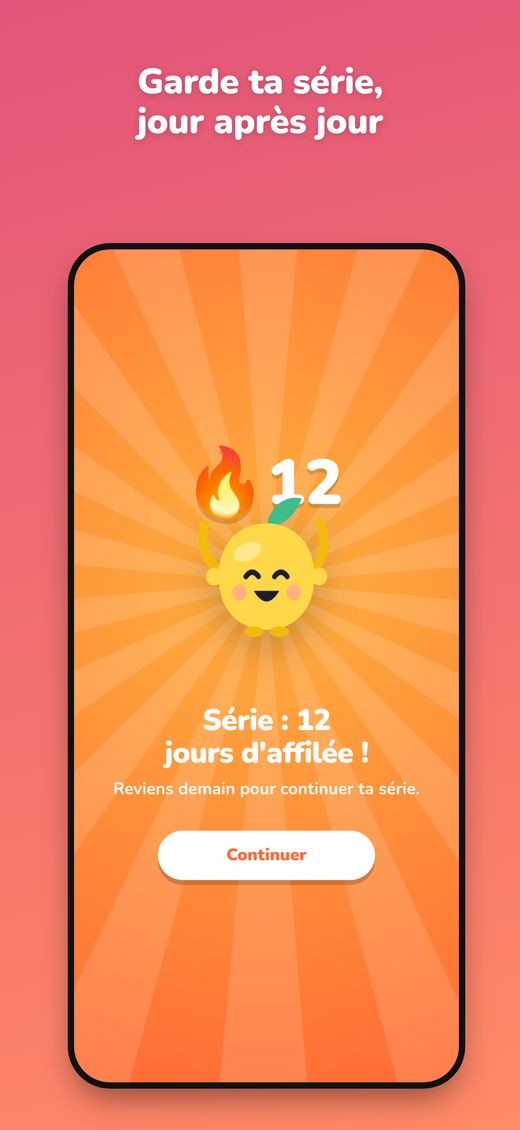 Garde ta série,
jour après jour
12
Série : 12
jours d'affilée !
Reviens demain pour continuer ta série.
Continuer